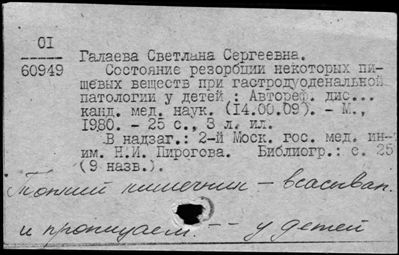 OI
60949
Галаева Светлана Сергеевна.
Состояние резорбции некоторых пи-
щевых веществ при гастродуоденальной
патологии у детей : Автореф. дис...
канд. мед. наук. (14.00.09). - М.,
1980. - 25 с., 3 л. ил.
В надзаг.: 2-й Моск. гос. мед. ин-т
им. Н.И. Пирогова. Библиогр.: с. 25
(9 назв.).
Тонкий кишечник – всасыван.
и проницаем. -- у детей